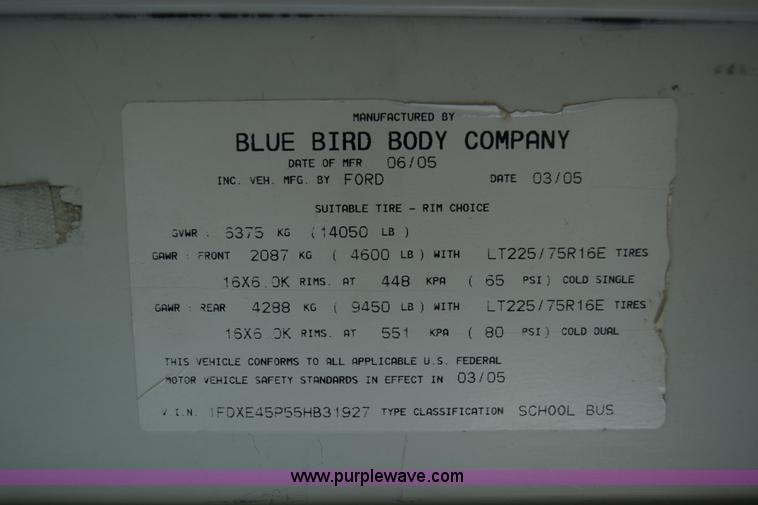 MANUFACTURED BY
BLUE BIRD BODY COMPANY
DATE OF MFR 06/05
INC. VEH. MFG. BY FORD DATE 03/05
SUITABLE TIRE - RIM CHOICE
GVWR : 6375 KG (14050 LB)
GAWR : FRONT 2087 KG ( 4600 LB) WITH LT225/75R16E TIRES
16X6.0K RIMS. AT 448 KPA ( 65 PSI) COLD SINGLE
GAWR : REAR 4288 KG ( 9450 LB) WITH LT225/75R16E TIRES
16X6.0K RIMS. AT 551 KPA ( 80 PSI) COLD DUAL
THIS VEHICLE CONFORMS TO ALL APPLICABLE U.S. FEDERAL
MOTOR VEHICLE SAFETY STANDARDS IN EFFECT IN 03/05
V.I.N. 1FDXE45P55HB31927 TYPE CLASSIFICATION SCHOOL BUS
www.purplewave.com